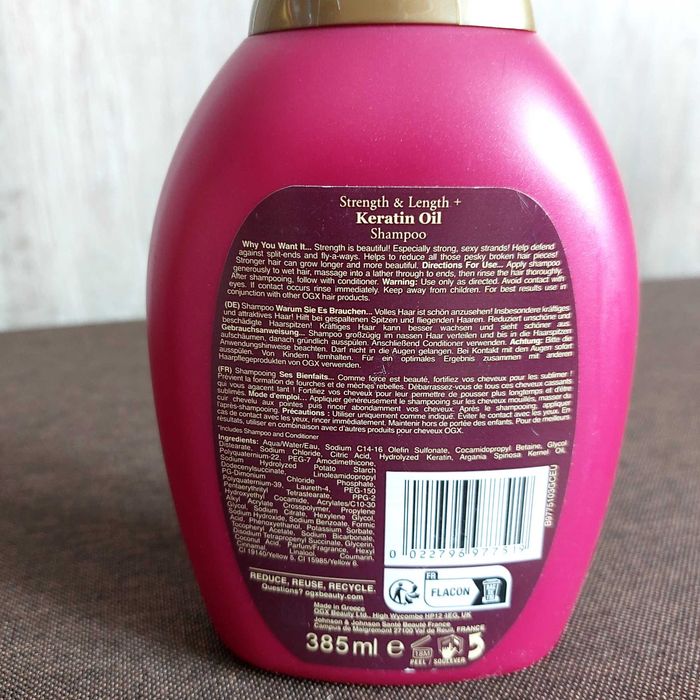 Strength & Length +
Keratin Oil
Shampoo
Why You Want It... Strength is beautiful! Especially strong, sexy strands! Help defend
against split-ends and fly-a-ways. Helps to reduce all those pesky broken hair pieces!
Stronger hair can grow longer and more beautiful. Directions For Use... Apply shampoo
generously to wet hair, massage into a lather through to ends, then rinse the hair thoroughly.
After shampooing, follow with conditioner. Warning: Use only as directed. Avoid contact with
eyes. If contact occurs rinse immediately. Keep away from children. For best results use in
conjunction with other OGX hair products.
(DE) Shampoo Warum Sie Es Brauchen... Volles Haar ist schön anzusehen! Insbesondere kräftiges
und attraktives Haar! Hilft bei gespaltenen Spitzen und fliegenden Haaren. Reduziert unschöne und
beschädigte Haarspitzen! Kräftiges Haar kann besser wachsen und sieht schöner aus.
Gebrauchsanweisung... Shampoo großzügig im nassen Haar verteilen und bis in die Haarspitzen
aufschäumen, danach gründlich ausspülen. Anschließend Conditioner verwenden. Achtung: Bitte die
Anwendungshinweise beachten. Darf nicht in die Augen gelangen. Bei Kontakt mit den Augen sofort
ausspülen. Von Kindern fernhalten. Für ein optimales Ergebnis zusammen mit anderen
Haarpflegeprodukten von OGX verwenden.
(FR) Shampooing Ses Bienfaits... Comme force est beauté, fortifiez vos cheveux pour les sublimer !
Prévient la formation de fourches et de mèches rebelles. Débarrassez-vous de tous ces cheveux cassants
qui vous agacent tant ! Fortifiez vos cheveux pour leur permettre de pousser plus longtemps et d'être
sublimés. Mode d'emploi... Appliquer généreusement le shampooing sur les cheveux mouillés, masser du
cuir chevelu aux pointes puis rincer abondamment vos cheveux. Après le shampooing, appliquer
l'après-shampooing. Précautions : Utiliser uniquement comme indiqué. Éviter le contact avec les yeux. En
cas de contact avec les yeux, rincer immédiatement. Maintenir hors de portée des enfants. Pour de meilleurs
résultats, utiliser en combinaison avec d'autres produits pour cheveux OGX.
*Includes Shampoo and Conditioner
Ingredients: Aqua/Water/Eau, Sodium C14-16 Olefin Sulfonate, Cocamidopropyl Betaine, Glycol
Distearate, Sodium Chloride, Citric Acid, Hydrolyzed Keratin, Argania Spinosa Kernel Oil,
Polyquaternium-22, PEG-7 Amodimethicone,
Sodium Hydrolyzed Potato Starch
Dodecenylsuccinate, Linoleamidopropyl
PG-Dimonium Chloride Phosphate,
Polyquaternium-39, Laureth-4, PEG-150
Pentaerythrityl Tetrastearate, PPG-2
Hydroxyethyl Cocamide, Acrylates/C10-30
Alkyl Acrylate Crosspolymer, Propylene
Glycol, Sodium Citrate, Hexylene Glycol,
Sodium Hydroxide, Sodium Benzoate, Formic
Acid, Phenoxyethanol, Potassium Sorbate,
Tocopheryl Acetate, Sodium Bicarbonate,
Disodium Tetrapropenyl Succinate, Glycerin,
Coconut Acid, Parfum/Fragrance, Hexyl
Cinnamal, Linalool, Coumarin,
CI 19140/Yellow 5, CI 15985/Yellow 6.
0 022796 977519
B9775103GCEU
REDUCE, REUSE, RECYCLE.
Questions? ogxbeauty.com
FR
FLACON
Made in Greece
OGX Beauty Ltd., High Wycombe HP12 4EG, UK
Johnson & Johnson Santé Beauté France
Campus de Maigremont 27100 Val de Reuil, FRANCE
385ml e 18M 5
PEEL / SOULEVER